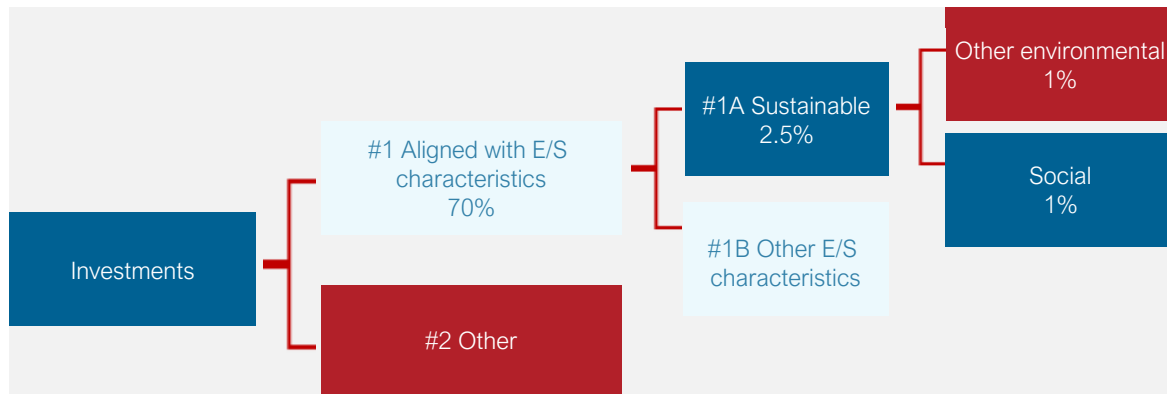 Investments
#1 Aligned with E/S
characteristics
70%
#2 Other
#1A Sustainable
2.5%
#1B Other E/S
characteristics
Other environmental
1%
Social
1%